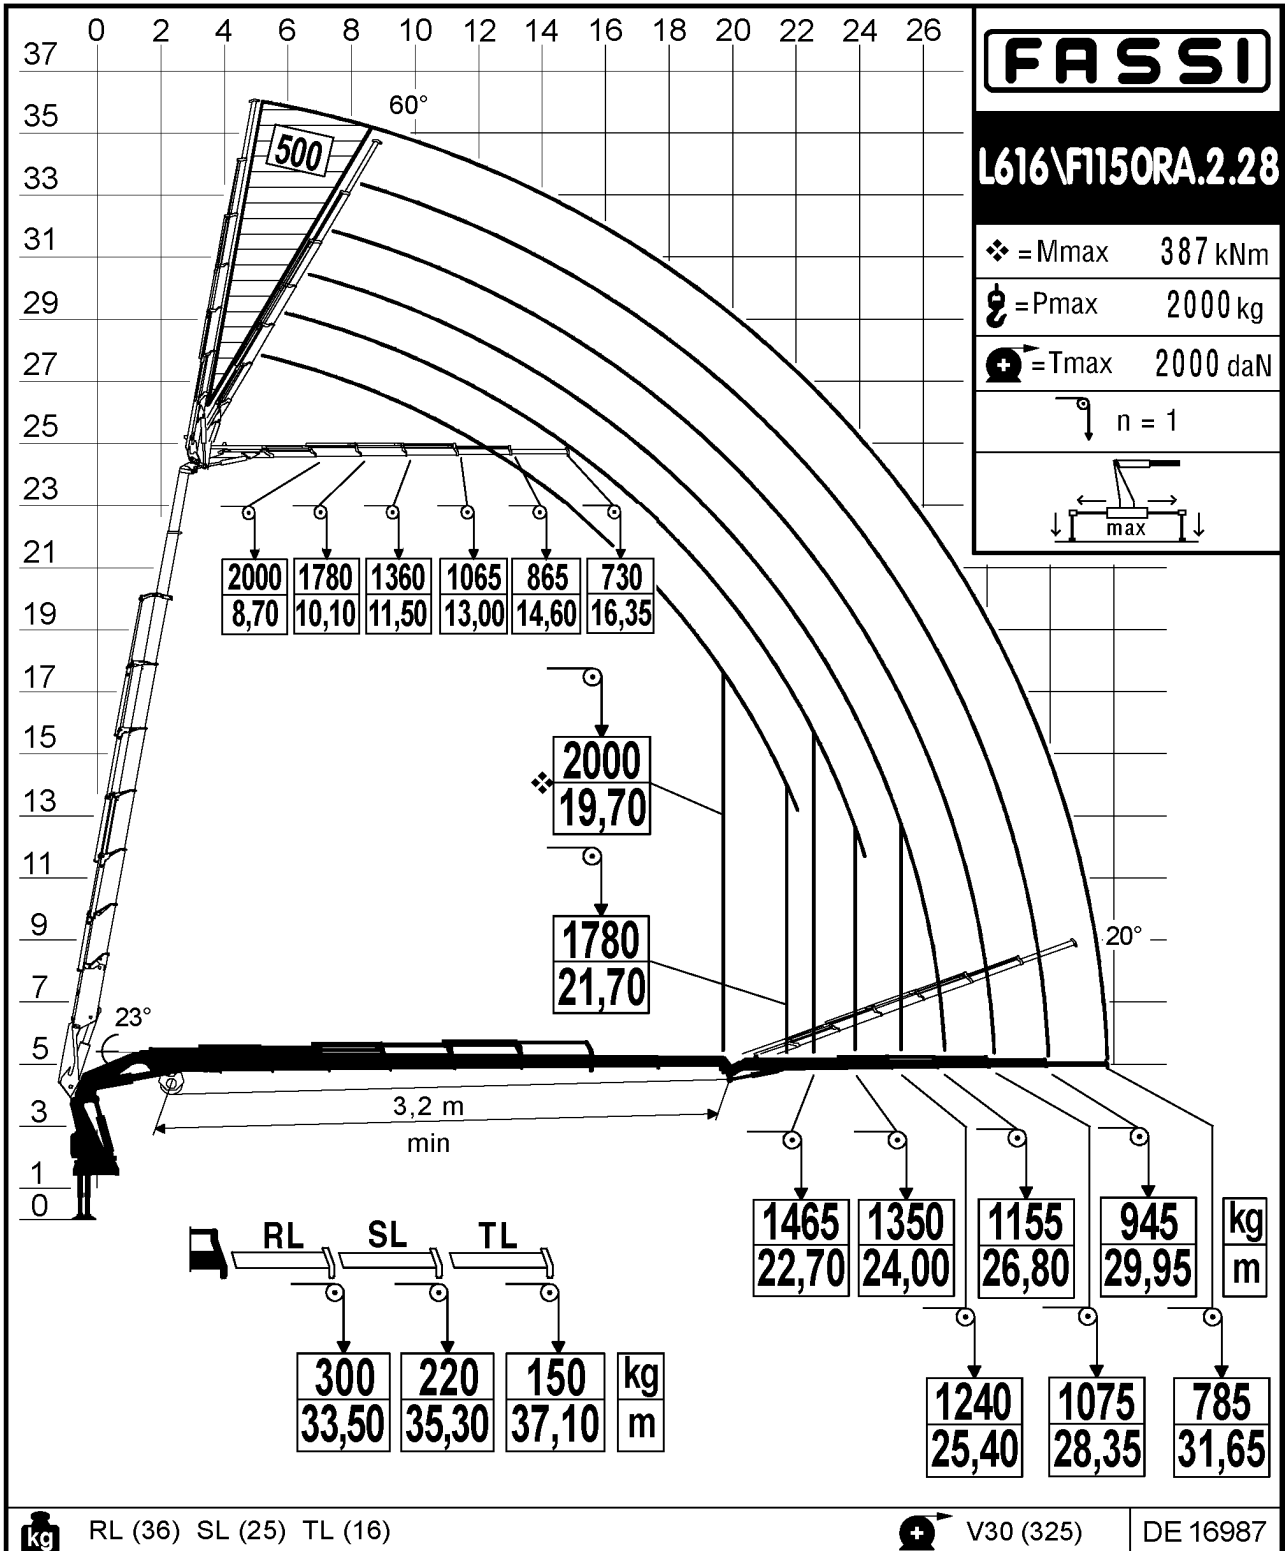 0 2 4 6 8 10 12 14 16 18 20 22 24 26
FASSI
L616\F1150RA.2.28
❖ = Mmax 387 kNm
= Pmax 2000 kg
= Tmax 2000 daN
n = 1
max
37
35
33
31
29
27
25
23
21
19
17
15
13
11
9
7
5
3
1
0
60°
500
2000 1780 1360 1065 865 730
8,70 10,10 11,50 13,00 14,60 16,35
❖ 2000
19,70
1780
21,70
20°
23°
3,2 m
min
1465 1350 1155 945 kg
22,70 24,00 26,80 29,95 m
1240 1075 785
25,40 28,35 31,65
RL SL TL
300 220 150 kg
33,50 35,30 37,10 m
kg RL (36) SL (25) TL (16)
V30 (325)
DE 16987